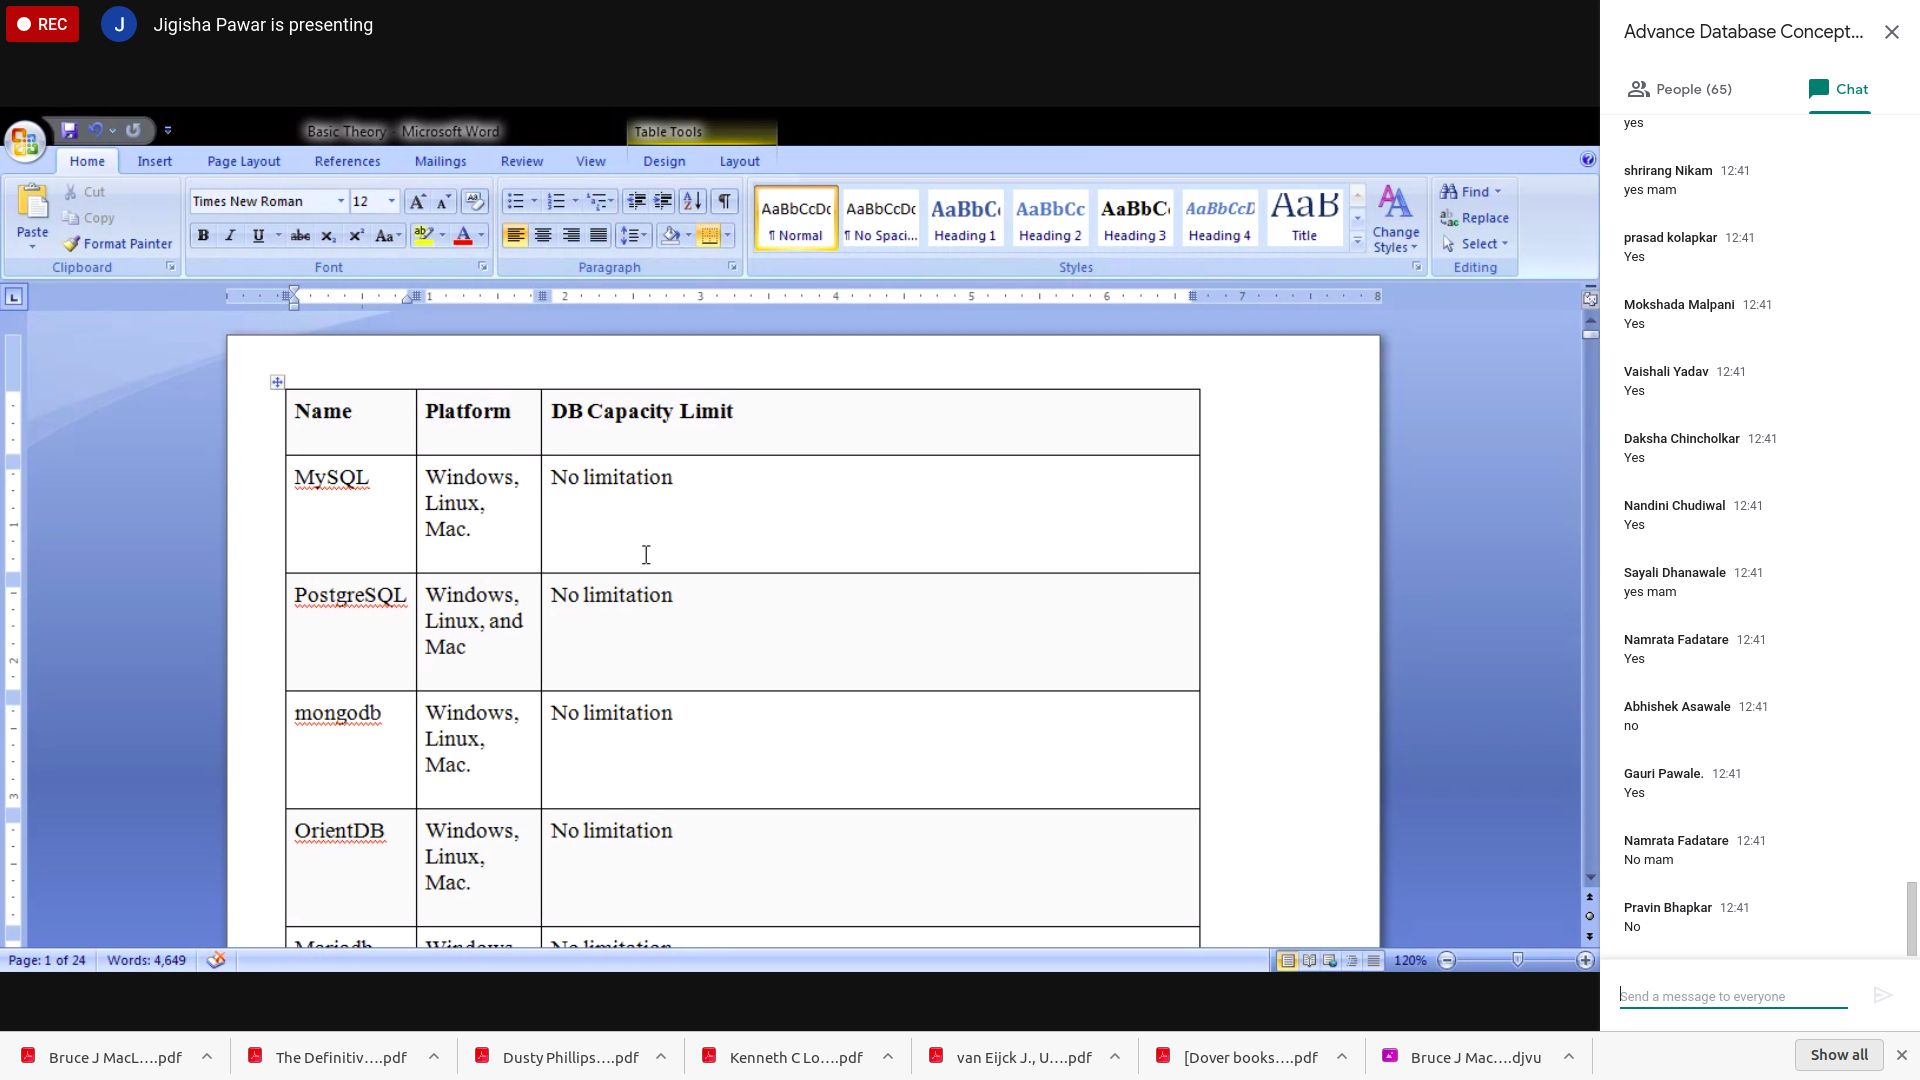 REC
J
Jigisha Pawar is presenting
Basic Theory - Microsoft Word
Table Tools
Home Insert Page Layout References Mailings Review View Design Layout
Paste
Cut
Copy
Format Painter
Clipboard
Times New Roman 12
Font
Paragraph
AaBbCcDc AaBbCcDc AaBbC AaBbCc AaBbC AaBbCcD AaB
¶ Normal ¶ No Spaci... Heading 1 Heading 2 Heading 3 Heading 4 Title
Change
Styles
Styles
Find
Replace
Select
Editing
1 2 3 4 5 6 7 8
Name Platform DB Capacity Limit
MySQL Windows, No limitation
Linux,
Mac.
PostgreSQL Windows, No limitation
Linux, and
Mac
mongodb Windows, No limitation
Linux,
Mac.
OrientDB Windows, No limitation
Linux,
Mac.
Mariadb Windows No limitation
Page: 1 of 24 Words: 4,649
120%
Advance Database Concept...
People (65) Chat
yes
shrirang Nikam 12:41
yes mam
prasad kolapkar 12:41
Yes
Mokshada Malpani 12:41
Yes
Vaishali Yadav 12:41
Yes
Daksha Chincholkar 12:41
Yes
Nandini Chudiwal 12:41
Yes
Sayali Dhanawale 12:41
yes mam
Namrata Fadatare 12:41
Yes
Abhishek Asawale 12:41
no
Gauri Pawale. 12:41
Yes
Namrata Fadatare 12:41
No mam
Pravin Bhapkar 12:41
No
Send a message to everyone
Bruce J MacL....pdf
The Definitiv....pdf
Dusty Phillips....pdf
Kenneth C Lo....pdf
van Eijck J., U....pdf
[Dover books....pdf
Bruce J Mac....djvu
Show all